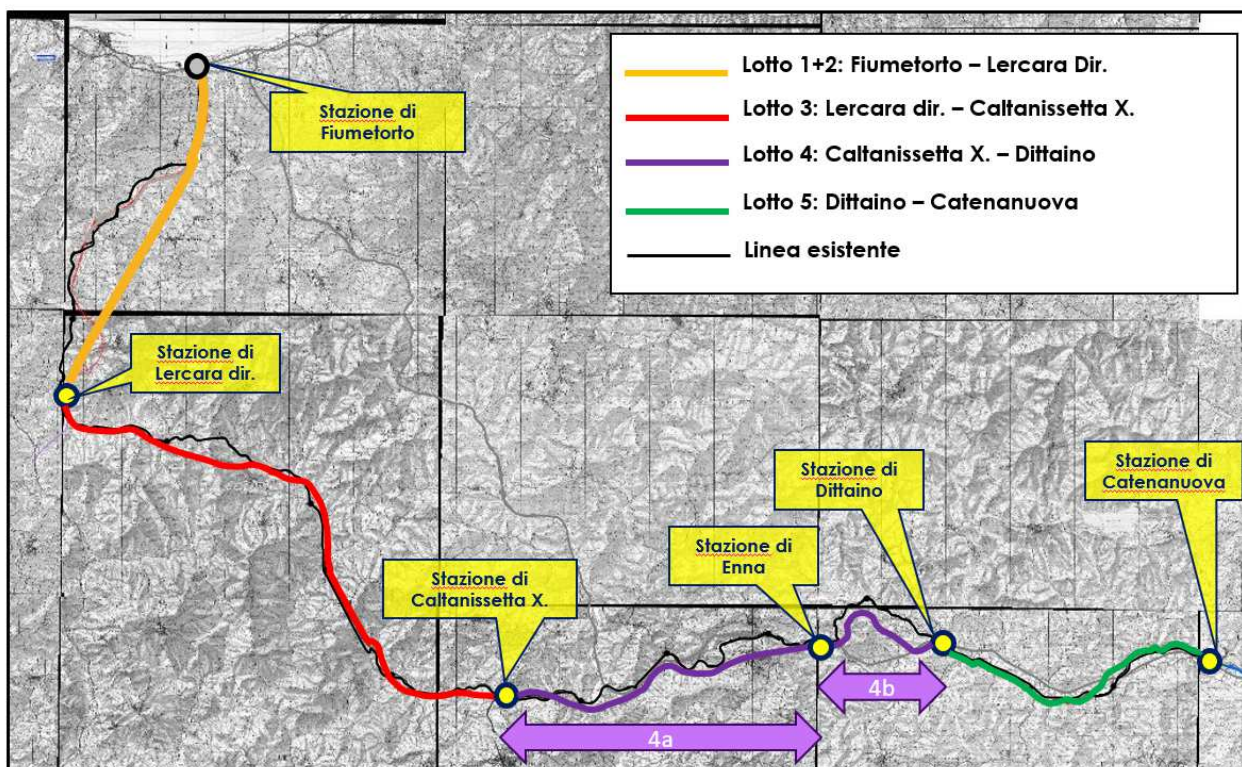 Lotto 1+2: Fiumetorto – Lercara Dir.
Lotto 3: Lercara dir. – Caltanissetta X.
Lotto 4: Caltanissetta X. – Dittaino
Lotto 5: Dittaino – Catenanuova
Linea esistente
Stazione di
Fiumetorto
Stazione di
Lercara dir.
Stazione di
Caltanissetta X.
Stazione di
Enna
Stazione di
Dittaino
Stazione di
Catenanuova
4a
4b